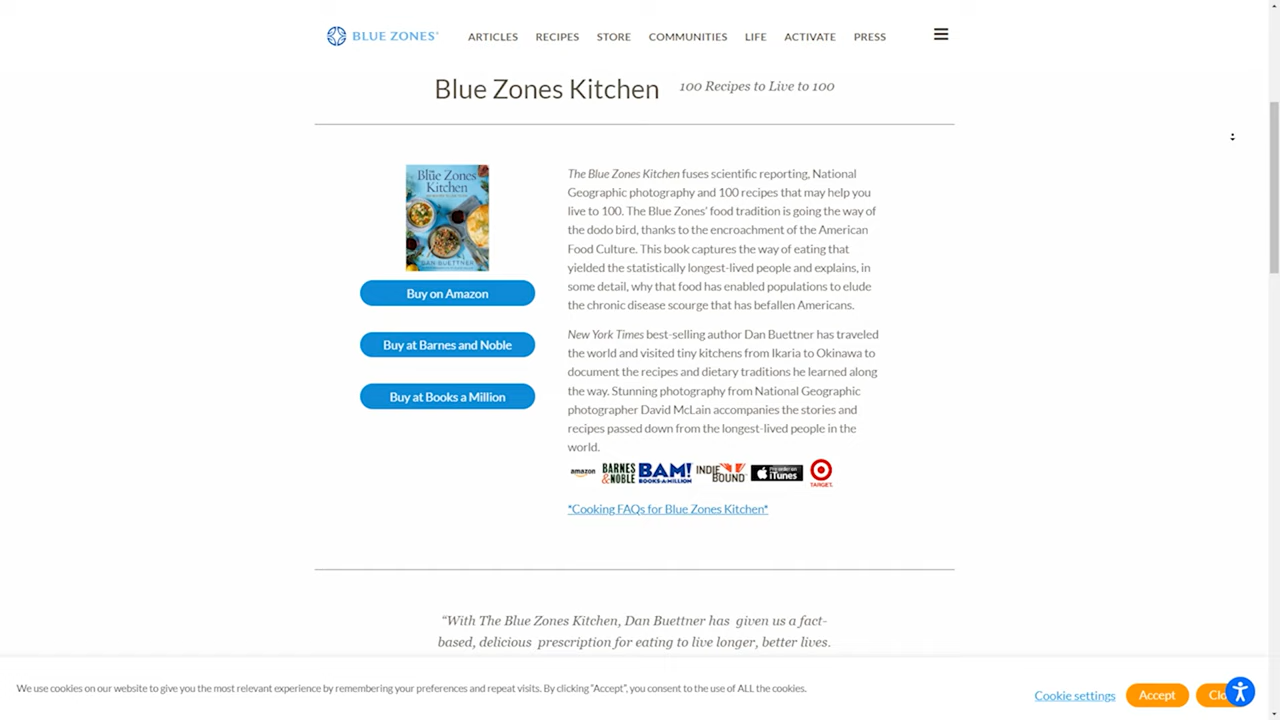 BLUE ZONES
ARTICLES RECIPES STORE COMMUNITIES LIFE ACTIVATE PRESS
Blue Zones Kitchen
100 Recipes to Live to 100
The Blue Zones Kitchen
DAN BUETTNER
Buy on Amazon
Buy at Barnes and Noble
Buy at Books a Million
The Blue Zones Kitchen fuses scientific reporting, National
Geographic photography and 100 recipes that may help you
live to 100. The Blue Zones' food tradition is going the way of
the dodo bird, thanks to the encroachment of the American
Food Culture. This book captures the way of eating that
yielded the statistically longest-lived people and explains, in
some detail, why that food has enabled populations to elude
the chronic disease scourge that has befallen Americans.
New York Times best-selling author Dan Buettner has traveled
the world and visited tiny kitchens from Ikaria to Okinawa to
document the recipes and dietary traditions he learned along
the way. Stunning photography from National Geographic
photographer David McLain accompanies the stories and
recipes passed down from the longest-lived people in the
world.
amazon BARNES & NOBLE BAM! BOOKS-A-MILLION INDIE BOUND iTunes TARGET
*Cooking FAQs for Blue Zones Kitchen*
“With The Blue Zones Kitchen, Dan Buettner has given us a fact-
based, delicious prescription for eating to live longer, better lives.
We use cookies on our website to give you the most relevant experience by remembering your preferences and repeat visits. By clicking “Accept”, you consent to the use of ALL the cookies.
Cookie settings
Accept
Clo